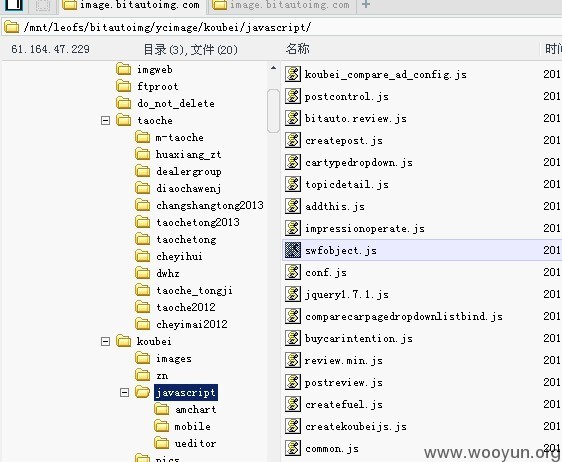 image.bitautoimg.com
image.bitautoimg.com
/mnt/leofs/bitautoimg/ycimage/koubei/javascript/
61.164.47.229
目录(3),文件(20)
名称
时间
imgweb
ftproot
do_not_delete
taoche
m-taoche
huaxiang_zt
dealergroup
diaochawenj
changshangtong2013
taochetong2013
taochetong
cheyihui
dwhz
taoche_tongji
taoche2012
cheyimai2012
koubei
images
zn
javascript
amchart
mobile
ueditor
pics
koubei_compare_ad_config.js
201
postcontrol.js
201
bitauto.review.js
201
createpost.js
201
cartypedropdown.js
201
topicdetail.js
201
addthis.js
201
impressionoperate.js
201
swfobject.js
201
conf.js
201
jquery1.7.1.js
201
comparecarpagedropdownlistbind.js
201
buycarintention.js
201
review.min.js
201
postreview.js
201
createfuel.js
201
createkoubeijs.js
201
common.js
201
www.wooyun.org